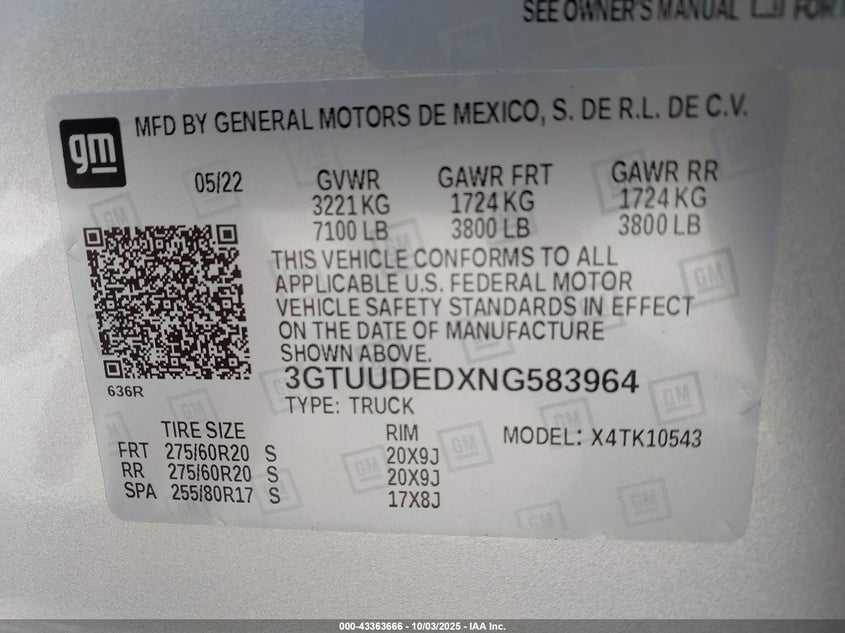 SEE OWNER'S MANUAL FOR
gm
MFD BY GENERAL MOTORS DE MEXICO, S. DE R.L. DE C.V.
05/22 GVWR GAWR FRT GAWR RR
3221 KG 1724 KG 1724 KG
7100 LB 3800 LB 3800 LB
THIS VEHICLE CONFORMS TO ALL
APPLICABLE U.S. FEDERAL MOTOR
VEHICLE SAFETY STANDARDS IN EFFECT
ON THE DATE OF MANUFACTURE
SHOWN ABOVE.
636R
3GTUUDEDXNG583964
TYPE: TRUCK
TIRE SIZE RIM MODEL: X4TK10543
FRT 275/60R20 S 20X9J
RR 275/60R20 S 20X9J
SPA 255/80R17 S 17X8J
000-43363666 - 10/03/2025 - IAA Inc.